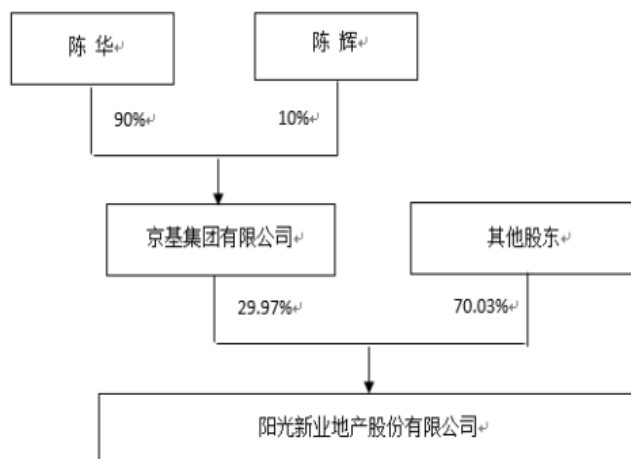 陈 华
陈 辉
90%
10%
京基集团有限公司
其他股东
29.97%
70.03%
阳光新业地产股份有限公司